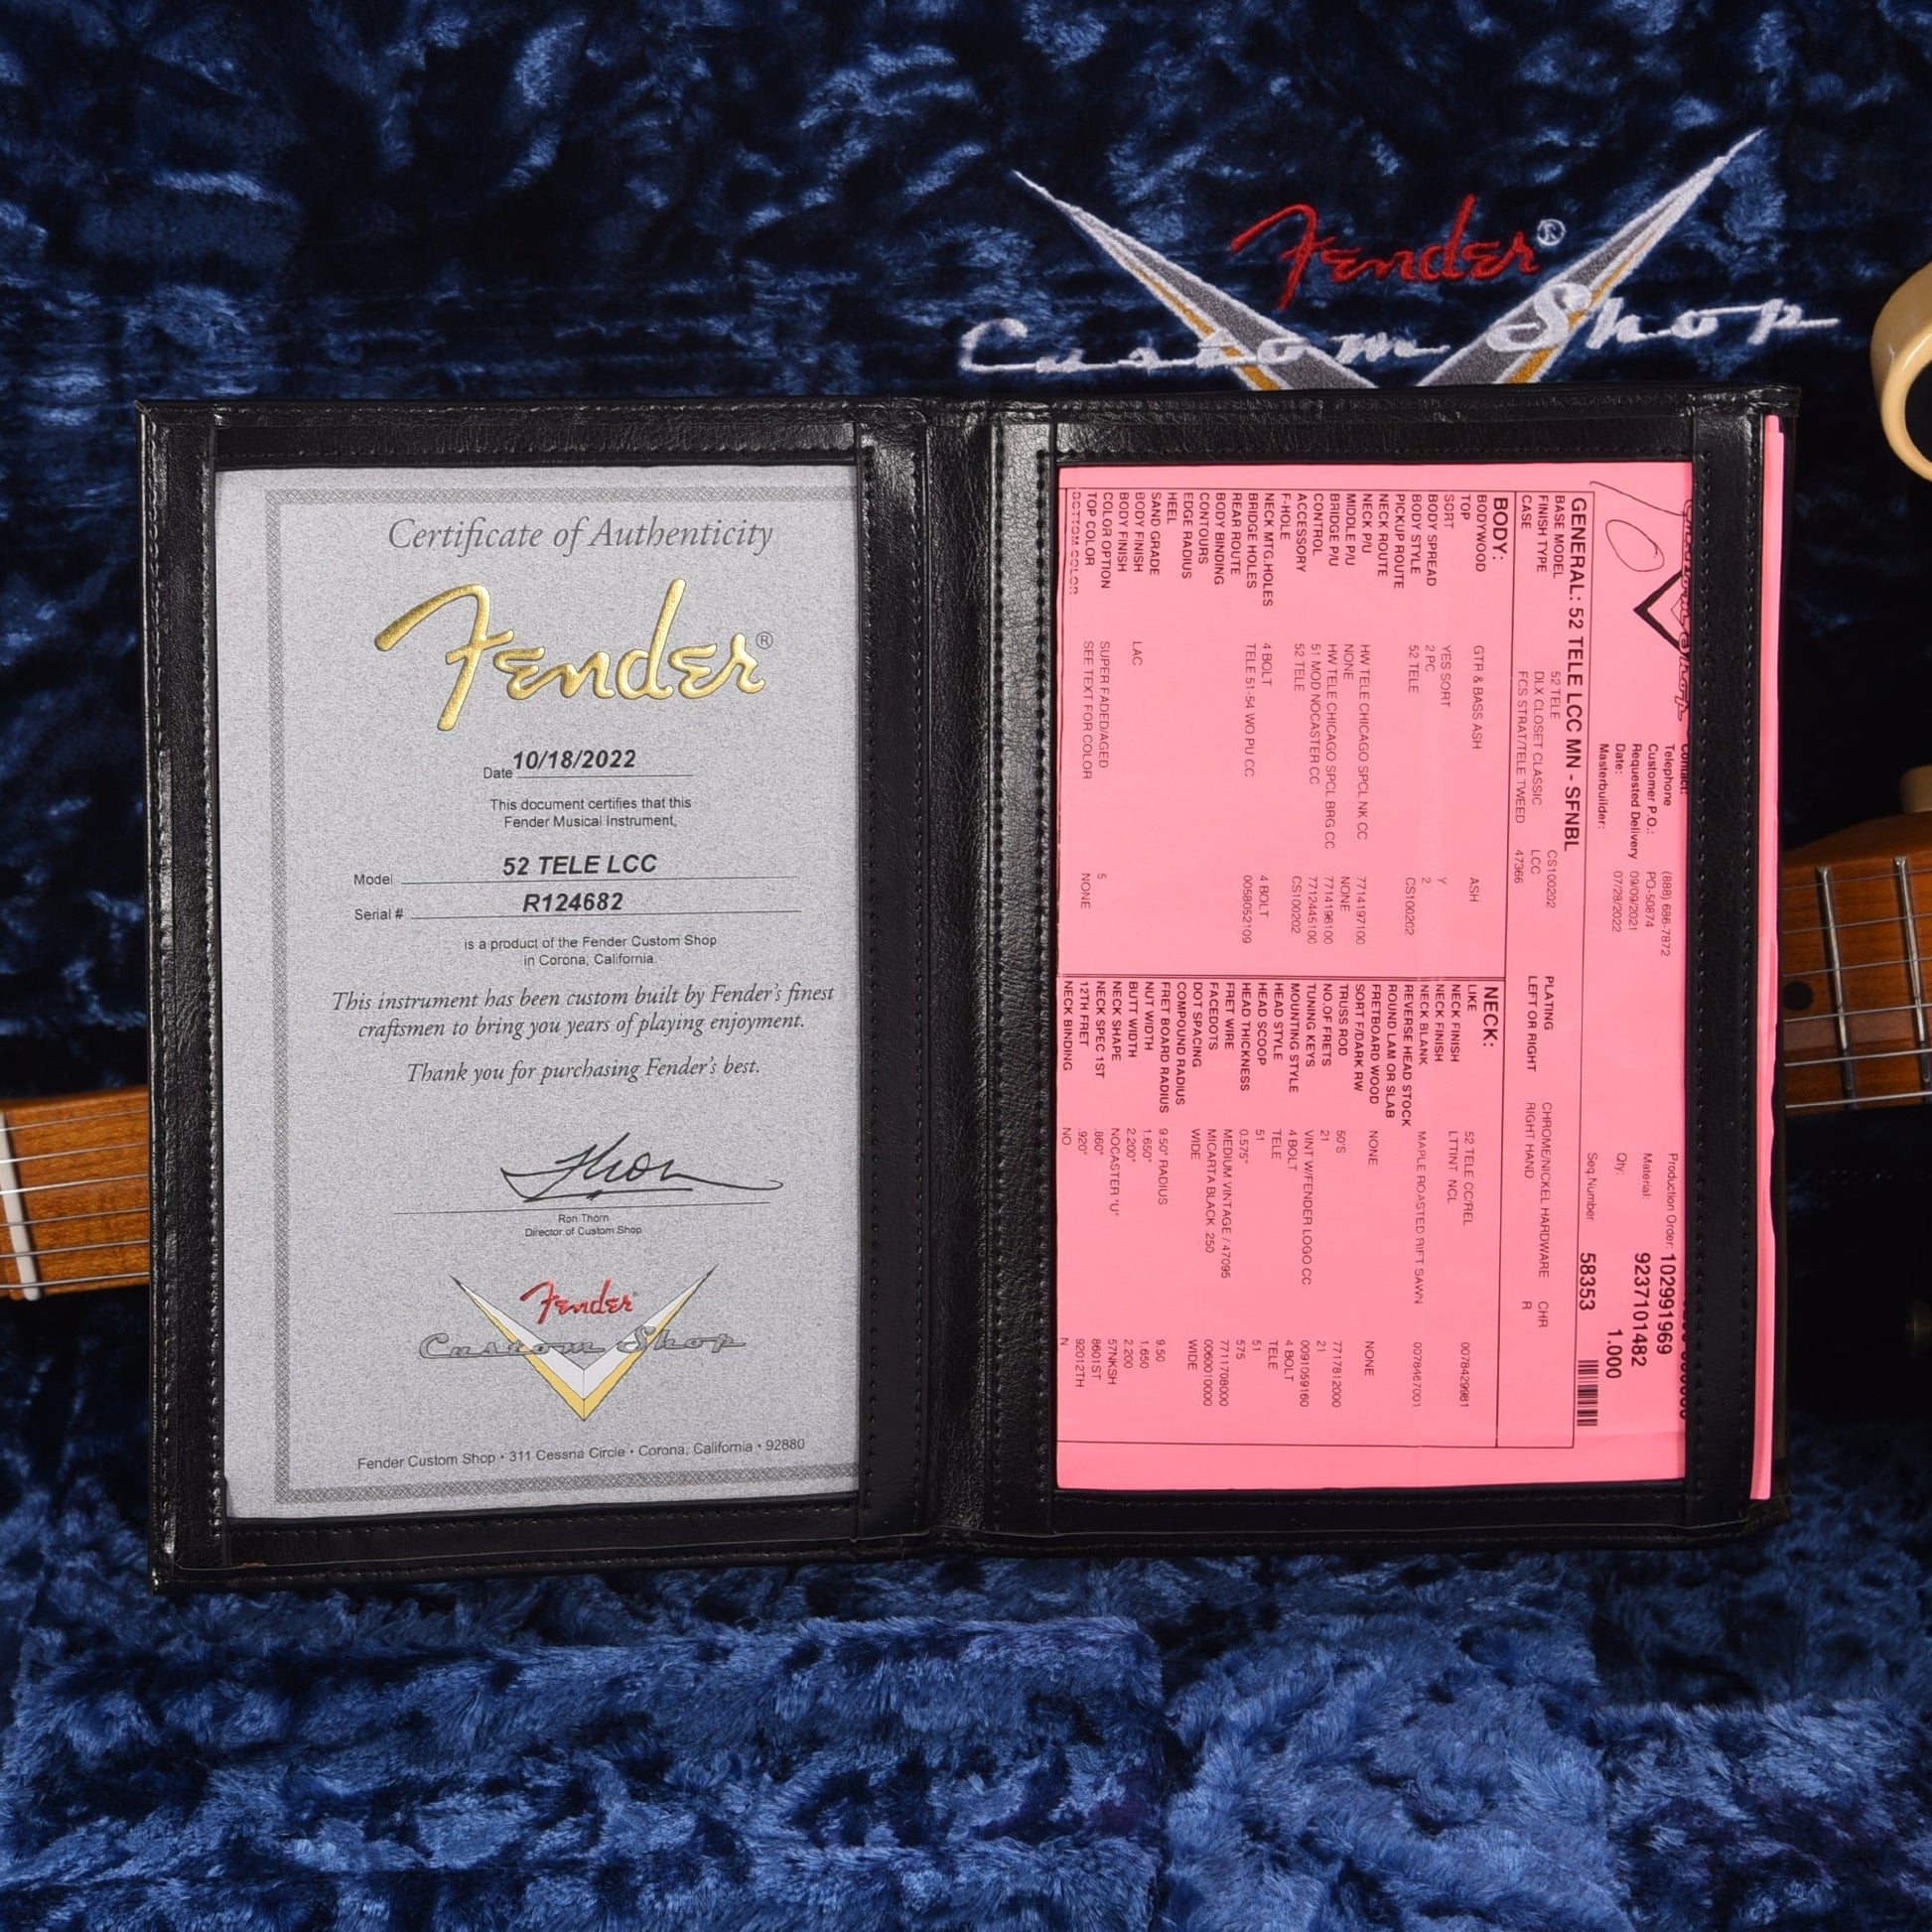 Fender®
Custom Shop
Certificate of Authenticity
Fender®
Date 10/18/2022
This document certifies that this
Fender Musical Instrument,
Model 52 TELE LCC
Serial # R124682
is a product of the Fender Custom Shop
in Corona, California.
This instrument has been custom built by Fender's finest
craftsmen to bring you years of playing enjoyment.
Thank you for purchasing Fender's best.
Ron Thorn
Director of Custom Shop
Fender
Custom Shop
Fender Custom Shop • 311 Cessna Circle • Corona, California • 92880
Custom Shop
Contact:
Telephone (888) 686-7872 Production Order: 102991969
Customer P.O.: PO-50874 Material: 9237101482
Requested Delivery 09/09/2021
Date: 07/28/2022 Qty: 1.000
Masterbuilder: Seq Number 58353
GENERAL: 52 TELE LCC MN - SFNBL
BASE MODEL 52 TELE CS100202 PLATING CHROME/NICKEL HARDWARE CHR
FINISH TYPE DLX CLOSET CLASSIC LCC LEFT OR RIGHT RIGHT HAND R
CASE FCS STRAT/TELE TWEED 47366
BODY:
BODYWOOD GTR & BASS ASH ASH
TOP
SORT YES SORT Y
BODY SPREAD 2 PC 2
BODY STYLE 52 TELE CS100202
PICKUP ROUTE
NECK ROUTE
NECK P/U HW TELE CHICAGO SPCL NK CC 7714197100
MIDDLE P/U NONE NONE
BRIDGE P/U HW TELE CHICAGO SPCL BRG CC 7714196100
CONTROL 51 MOD NOCASTER CC 7712445100
ACCESSORY 52 TELE CS100202
F-HOLE
NECK MTG.HOLES 4 BOLT 4 BOLT
BRIDGE HOLES TELE 51-54 WO PU CC 0058052109
REAR ROUTE
BODY BINDING
CONTOURS
EDGE RADIUS
HEEL
SAND GRADE
BODY FINISH LAC
BODY FINISH
COLOR OPTION SUPER FADED/AGED 5
TOP COLOR SEE TEXT FOR COLOR NONE
BOTTOM COLOR
NECK:
LIKE 52 TELE CC/REL 0078429981
NECK FINISH LTTINT NCL
NECK FINISH
NECK BLANK MAPLE ROASTED RIFT SAWN 0078467001
REVERSE HEAD STOCK
ROUND LAM OR SLAB
FRETBOARD WOOD NONE NONE
SORT F/DARK RW
TRUSS ROD 50'S 7717812000
NO.OF FRETS 21 21
TUNING KEYS VINT W/FENDER LOGO CC 0091059160
MOUNTING STYLE 4 BOLT 4 BOLT
HEAD STYLE TELE TELE
HEAD SCOOP 51 51
HEAD THICKNESS 0.575" 575
FRET WIRE MEDIUM VINTAGE / 47095 7711708000
FACEDOTS MICARTA BLACK .250 0060010000
DOT SPACING WIDE WIDE
COMPOUND RADIUS
FRET BOARD RADIUS 9.50" RADIUS 9.50
NUT WIDTH 1.650" 1.650
BUTT WIDTH 2.200" 2.200
NECK SHAPE NOCASTER "U" 57NKSH
NECK SPEC 1ST .860" 8601ST
12TH FRET .920" 92012TH
NECK BINDING NO N